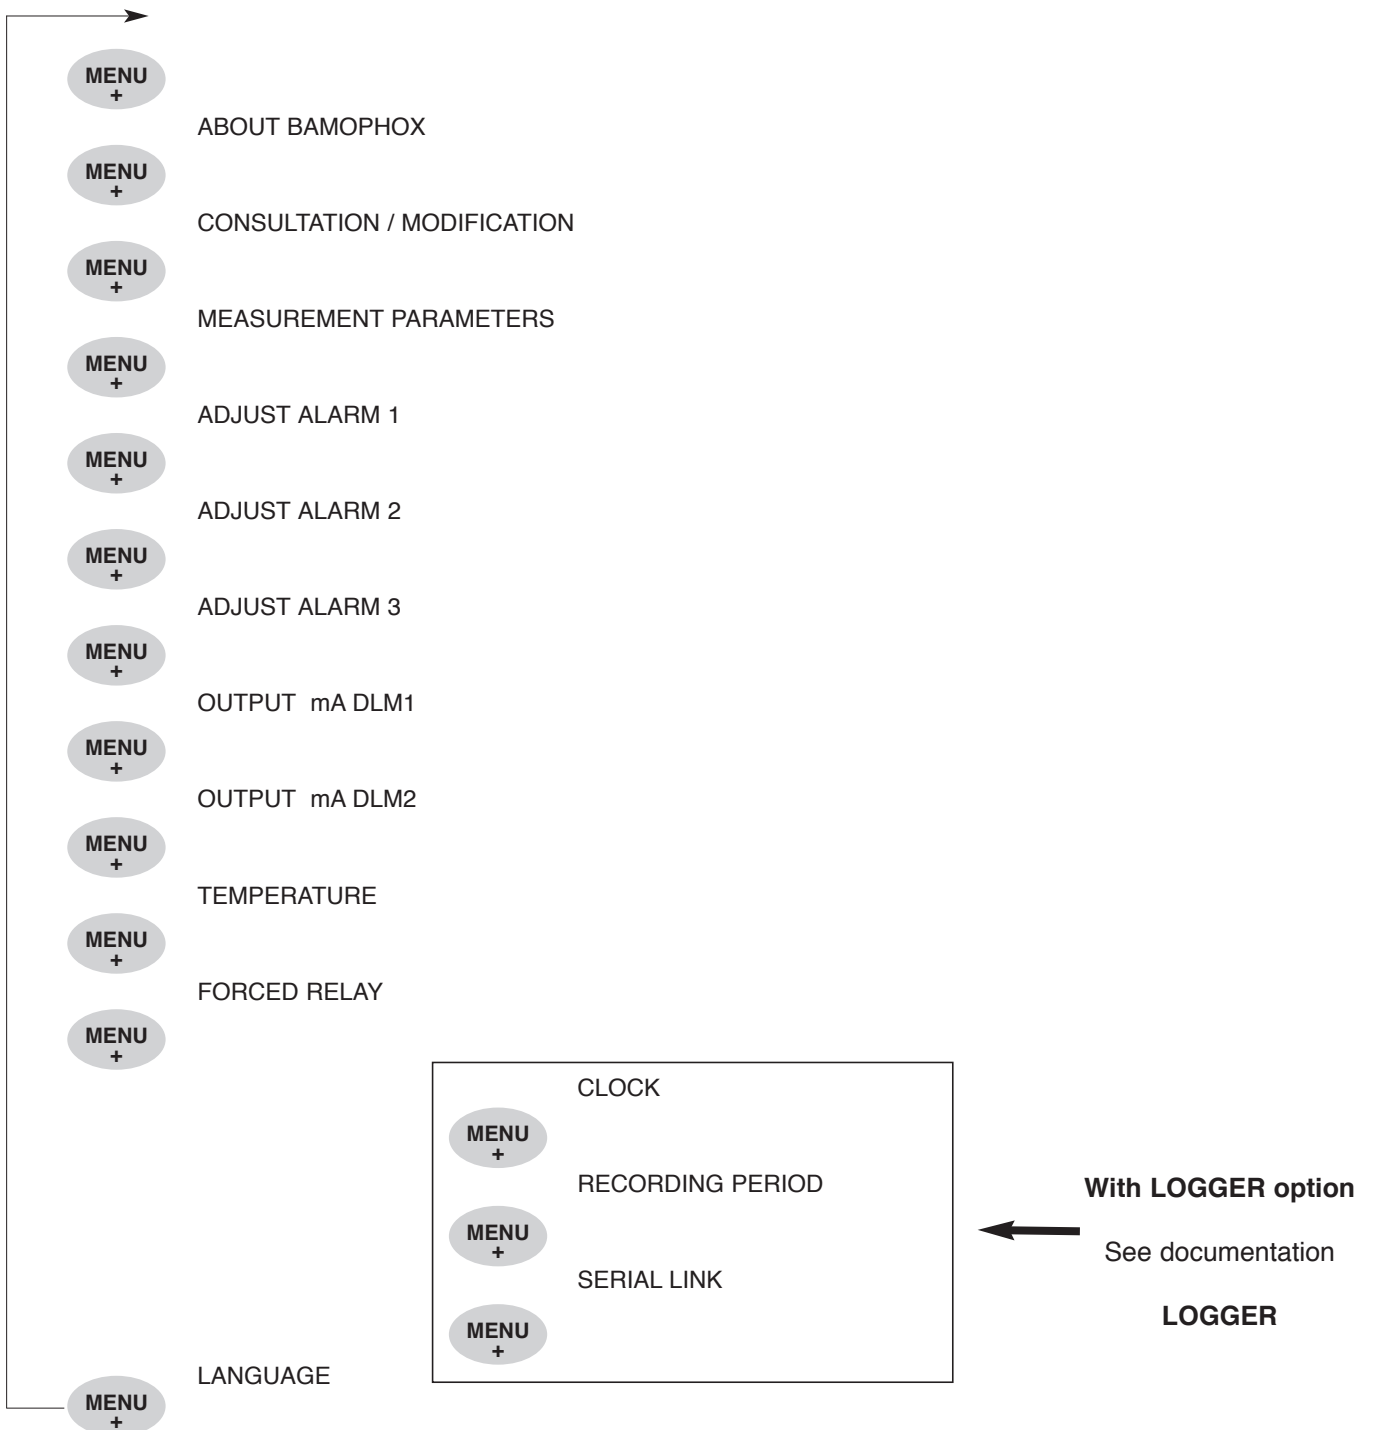 MENU
+
ABOUT BAMOPHOX
MENU
+
CONSULTATION / MODIFICATION
MENU
+
MEASUREMENT PARAMETERS
MENU
+
ADJUST ALARM 1
MENU
+
ADJUST ALARM 2
MENU
+
ADJUST ALARM 3
MENU
+
OUTPUT mA DLM1
MENU
+
OUTPUT mA DLM2
MENU
+
TEMPERATURE
MENU
+
FORCED RELAY
MENU
+
CLOCK
MENU
+
RECORDING PERIOD
MENU
+
SERIAL LINK
MENU
+
With LOGGER option
See documentation
LOGGER
LANGUAGE
MENU
+